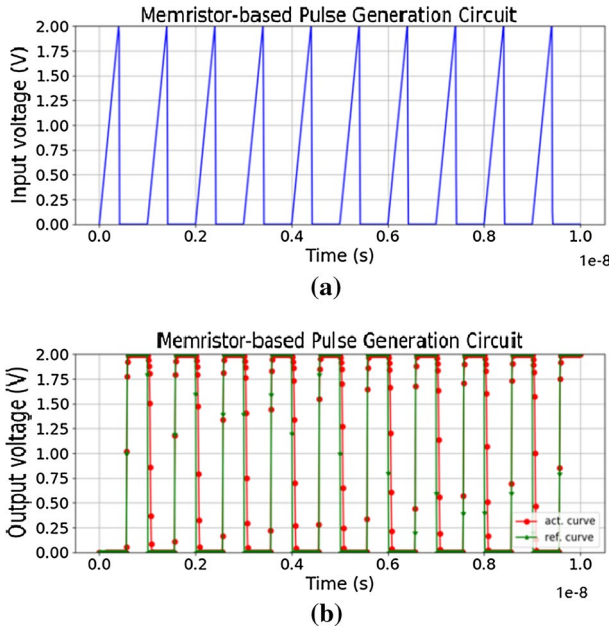 Memristor-based Pulse Generation Circuit
2.00
1.75
1.50
1.25
1.00
0.75
0.50
0.25
0.00
Input voltage (V)
0.0 0.2 0.4 0.6 0.8 1.0
Time (s)
1e-8
(a)
Memristor-based Pulse Generation Circuit
2.00
1.75
1.50
1.25
1.00
0.75
0.50
0.25
0.00
Output voltage (V)
act. curve
ref. curve
0.0 0.2 0.4 0.6 0.8 1.0
Time (s)
1e-8
(b)